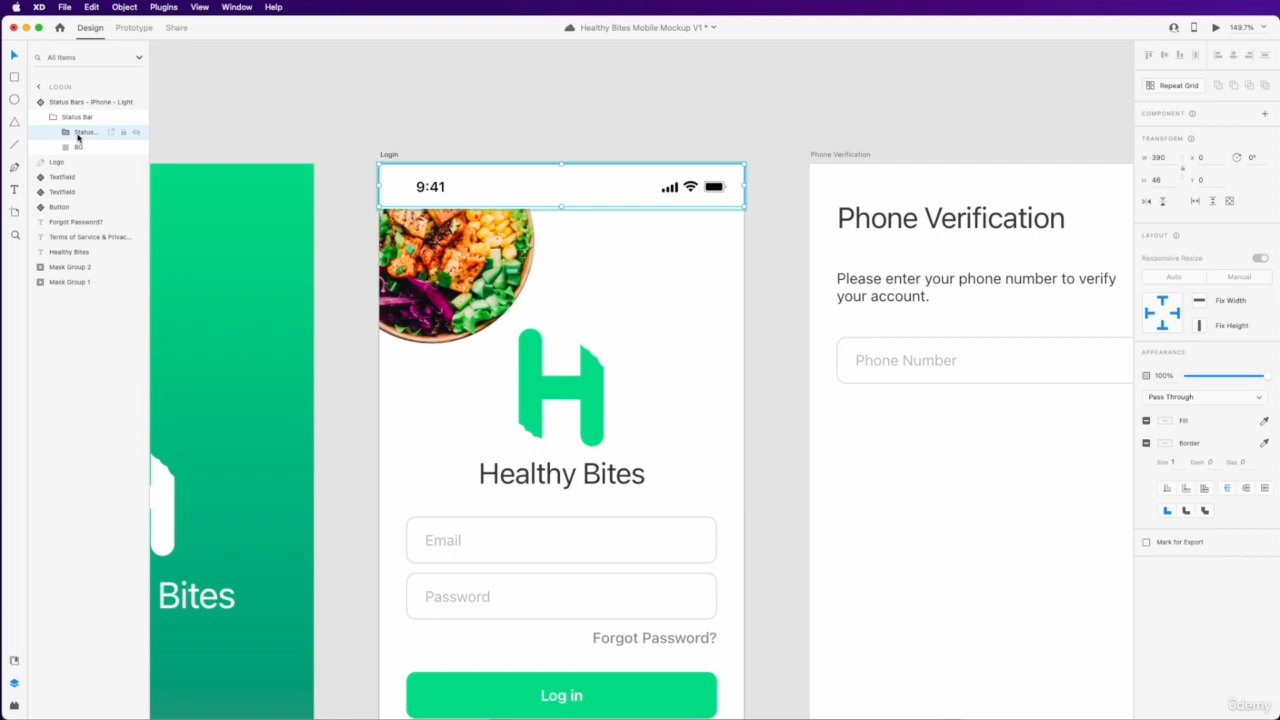 XD File Edit Object Plugins View Window Help
Design Prototype Share
Healthy Bites Mobile Mockup V1 *
149.7%
All Items
LOGIN
Status Bars - iPhone - Light
Status Bar
Status...
BG
Logo
Textfield
Textfield
Button
Forgot Password?
Terms of Service & Privac...
Healthy Bites
Mask Group 2
Mask Group 1
Bites
Login
9:41
Healthy Bites
Email
Password
Forgot Password?
Log in
Phone Verification
Phone Verification
Please enter your phone number to verify
your account.
Phone Number
Repeat Grid
COMPONENT
TRANSFORM
W 390 X 0 0°
H 46 Y 0
LAYOUT
Responsive Resize
Auto Manual
Fix Width
Fix Height
APPEARANCE
100%
Pass Through
Fill
Border
Size 1 Dash 0 Gap 0
Mark for Export
ûdemy